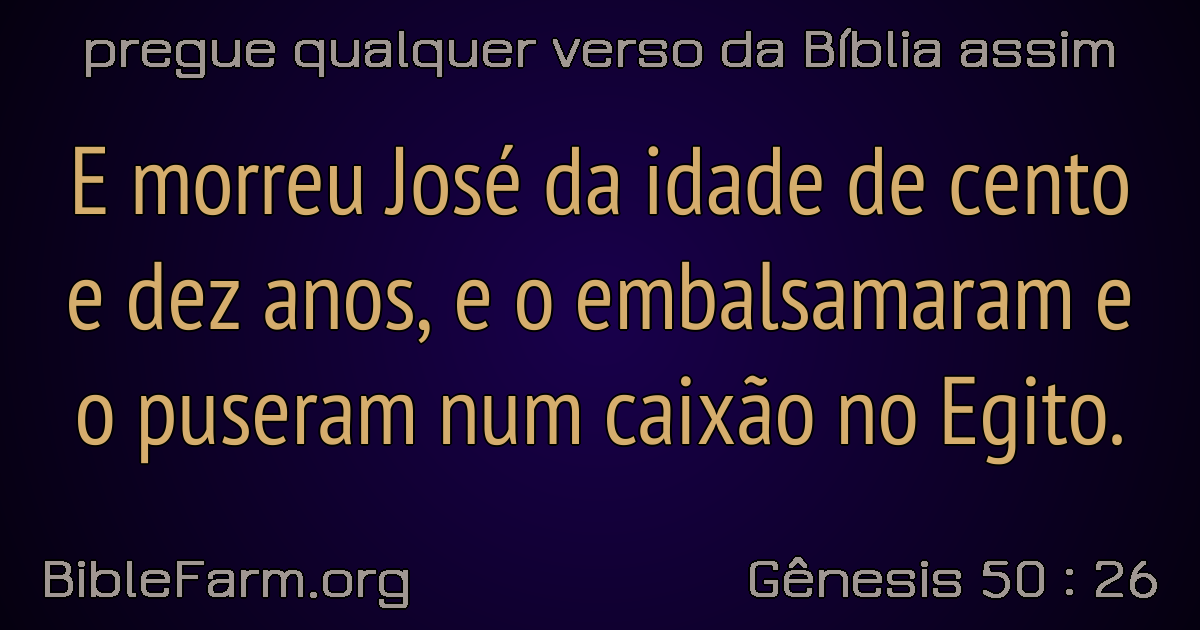 pregue qualquer verso da Bíblia assim
E morreu José da idade de cento
e dez anos, e o embalsamaram e
o puseram num caixão no Egito.
BibleFarm.org
Gênesis 50 : 26